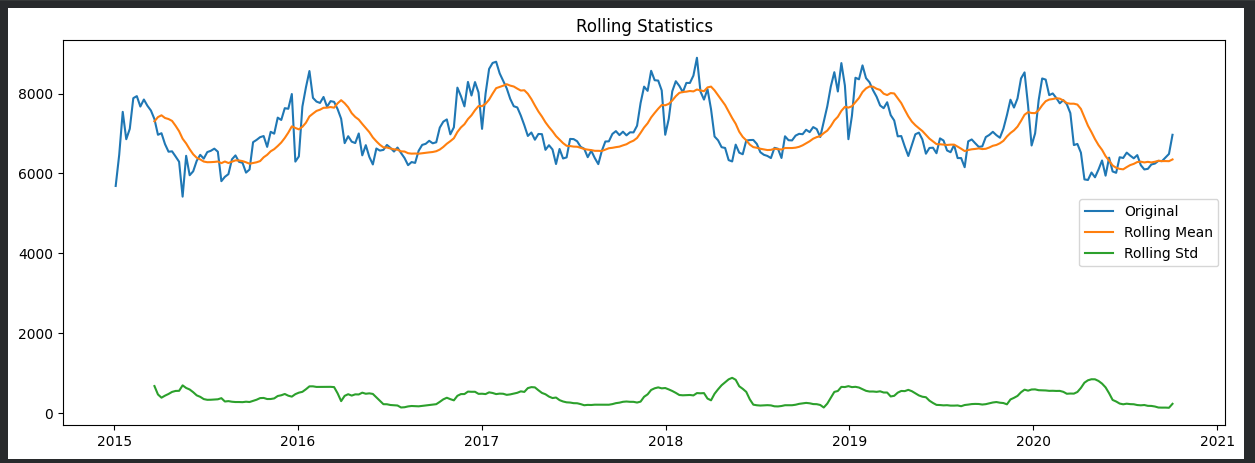 Rolling Statistics
8000
6000
4000
2000
0
Original
Rolling Mean
Rolling Std
2015 2016 2017 2018 2019 2020 2021